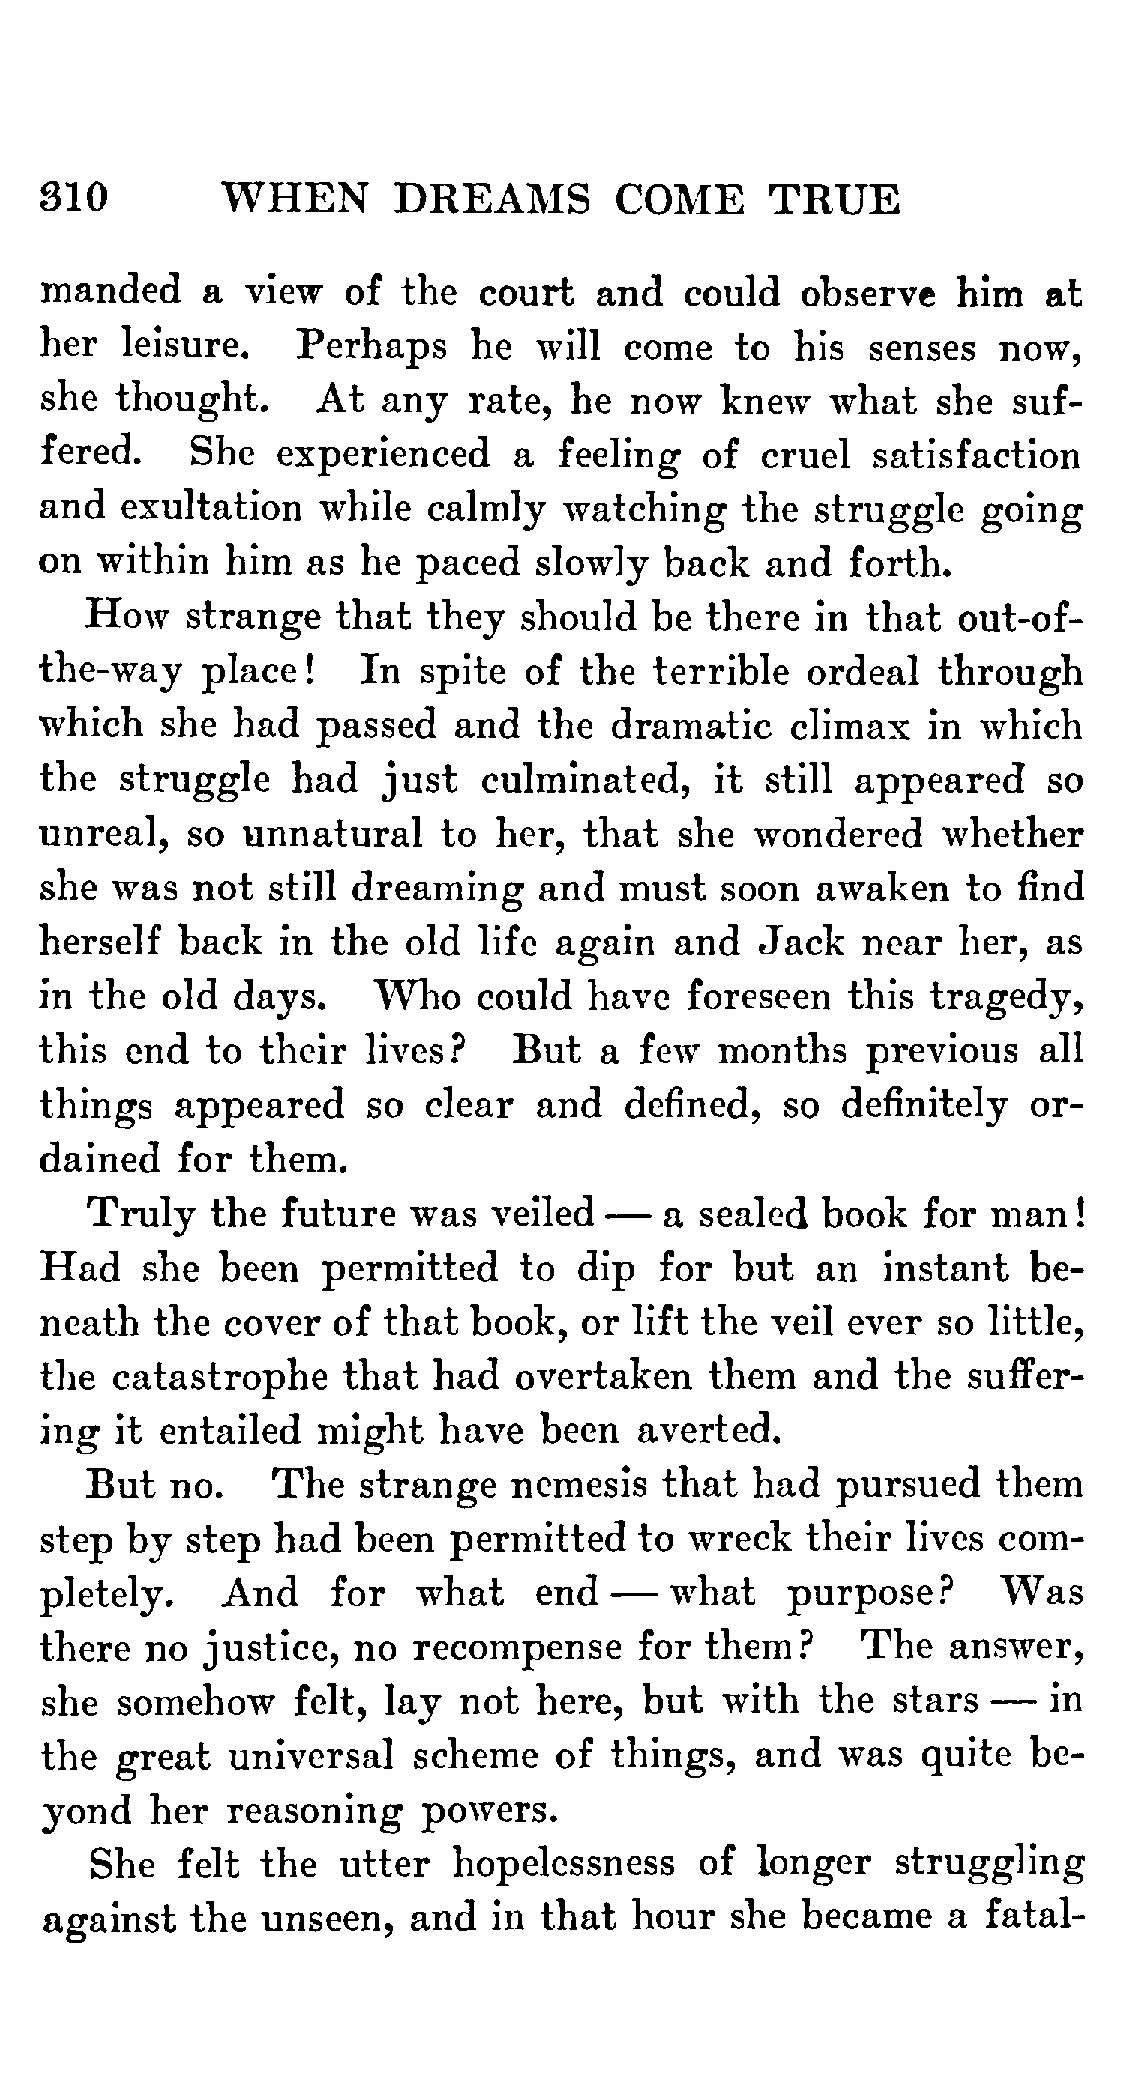 310 WHEN DREAMS COME TRUE
manded a view of the court and could observe him at
her leisure. Perhaps he will come to his senses now,
she thought. At any rate, he now knew what she suf-
fered. She experienced a feeling of cruel satisfaction
and exultation while calmly watching the struggle going
on within him as he paced slowly back and forth.
How strange that they should be there in that out-of-
the-way place! In spite of the terrible ordeal through
which she had passed and the dramatic climax in which
the struggle had just culminated, it still appeared so
unreal, so unnatural to her, that she wondered whether
she was not still dreaming and must soon awaken to find
herself back in the old life again and Jack near her, as
in the old days. Who could have foreseen this tragedy,
this end to their lives? But a few months previous all
things appeared so clear and defined, so definitely or-
dained for them.
Truly the future was veiled — a sealed book for man!
Had she been permitted to dip for but an instant be-
neath the cover of that book, or lift the veil ever so little,
the catastrophe that had overtaken them and the suffer-
ing it entailed might have been averted.
But no. The strange nemesis that had pursued them
step by step had been permitted to wreck their lives com-
pletely. And for what end — what purpose? Was
there no justice, no recompense for them? The answer,
she somehow felt, lay not here, but with the stars — in
the great universal scheme of things, and was quite be-
yond her reasoning powers.
She felt the utter hopelessness of longer struggling
against the unseen, and in that hour she became a fatal-